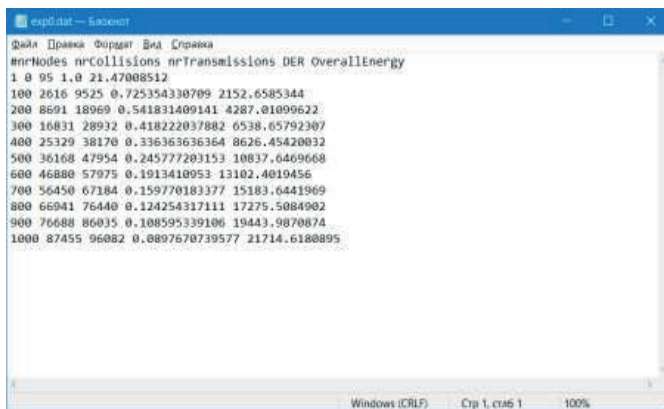 exp0.dat — Блокнот
Файл Правка Формат Вид Справка
#nrNodes nrCollisions nrTransmissions DER OverallEnergy
1 0 95 1.0 21.47008512
100 2616 9525 0.725354330709 2152.6585344
200 8691 18969 0.541831409141 4287.01099622
300 16831 28932 0.418222037882 6538.65792307
400 25329 38170 0.336363636364 8626.45420032
500 36168 47954 0.245777203153 10837.6469668
600 46880 57975 0.1913410953 13102.4019456
700 56450 67184 0.159770183377 15183.6441969
800 66941 76440 0.124254317111 17275.5084902
900 76688 86035 0.108595339106 19443.9870874
1000 87455 96082 0.0897670739577 21714.6180895
Windows (CRLF) Стр 1, стлб 1 100%